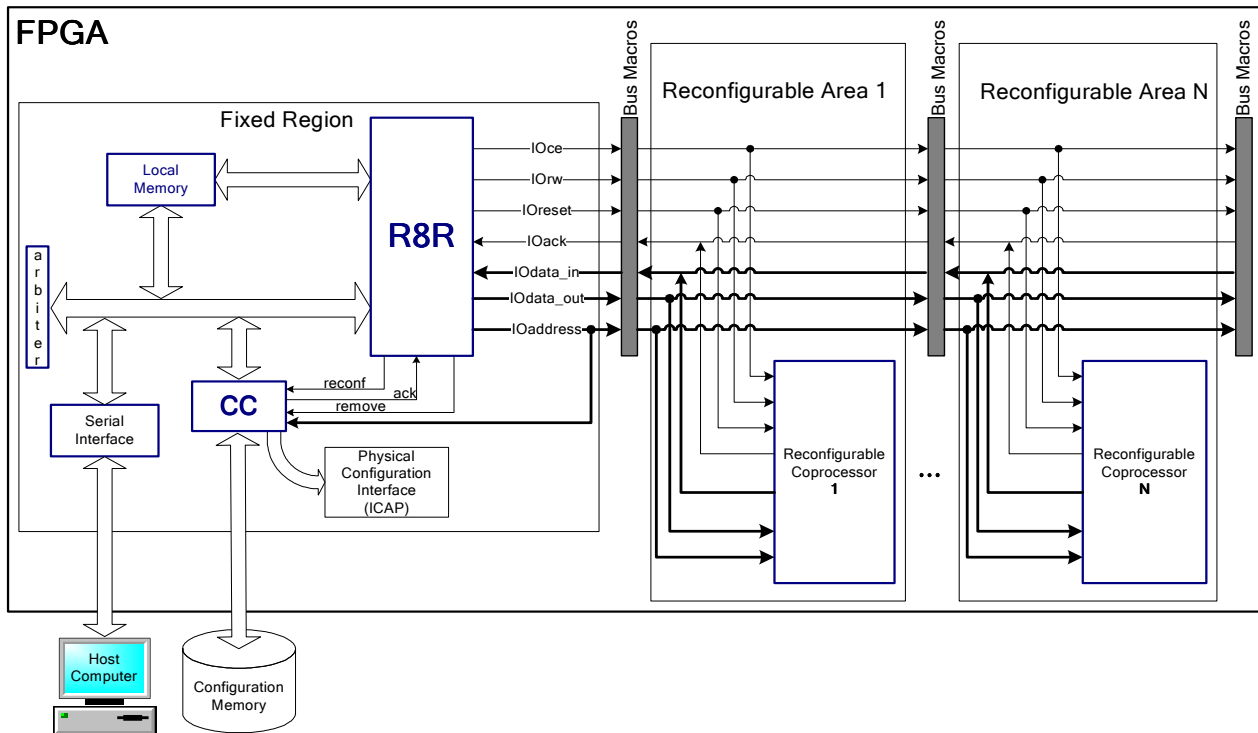 FPGA
Bus Macros
Bus Macros
Bus Macros
Reconfigurable Area 1
Reconfigurable Area N
Fixed Region
Local
Memory
R8R
IOce
IOrw
IOreset
IOack
IOdata_in
IOdata_out
IOaddress
arbiter
reconf
ack
remove
CC
Serial
Interface
Physical
Configuration
Interface
(ICAP)
Reconfigurable
Coprocessor
1
...
Reconfigurable
Coprocessor
N
Host
Computer
Configuration
Memory